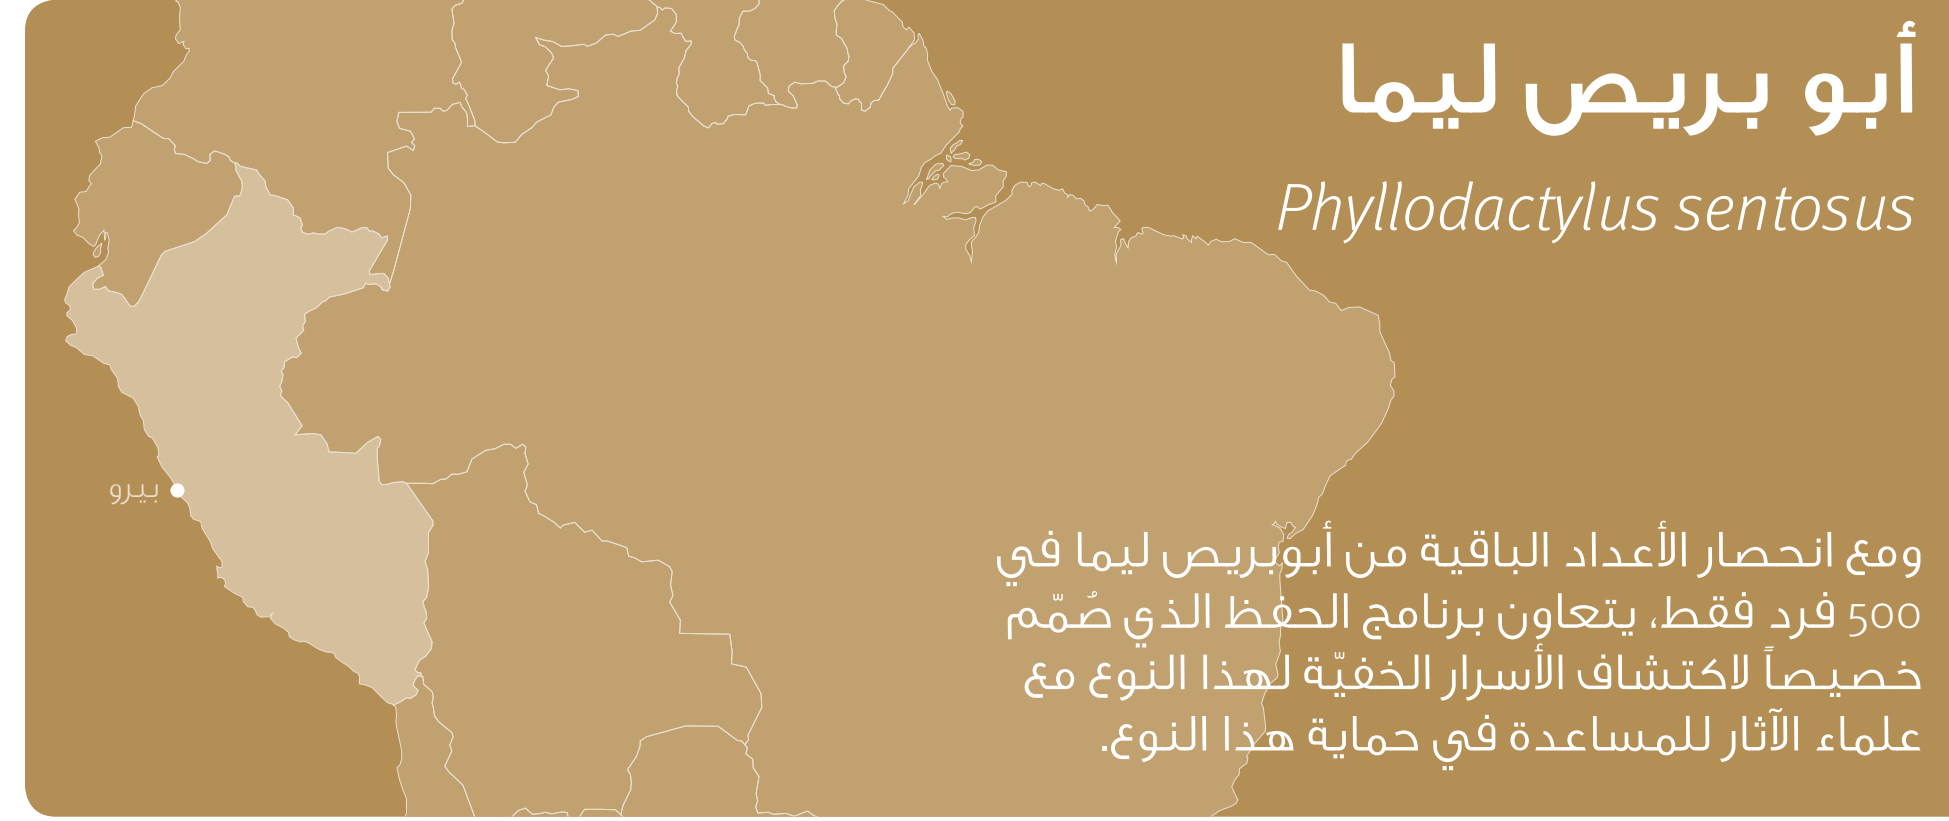 أبو بريص ليما
Phyllodactylus sentosus
بيرو
ومع انحصار الأعداد الباقية من أبوبريص ليما في
500 فرد فقط، يتعاون برنامج الحفظ الذي صُمّم
خصيصاً لاكتشاف الأسرار الخفيّة لهذا النوع مع
علماء الآثار للمساعدة في حماية هذا النوع.